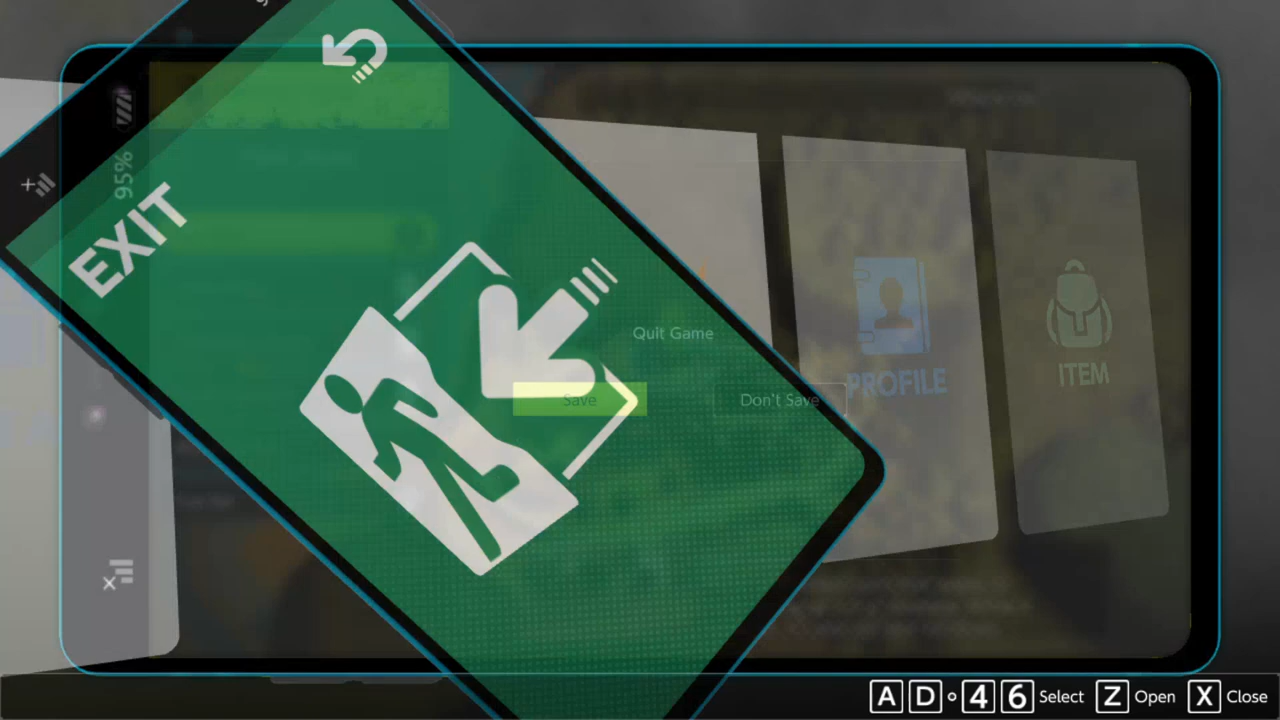 95%
EXIT
Quit Game
Save
Don't Save
PROFILE
ITEM
A D 4 6 Select Z Open X Close